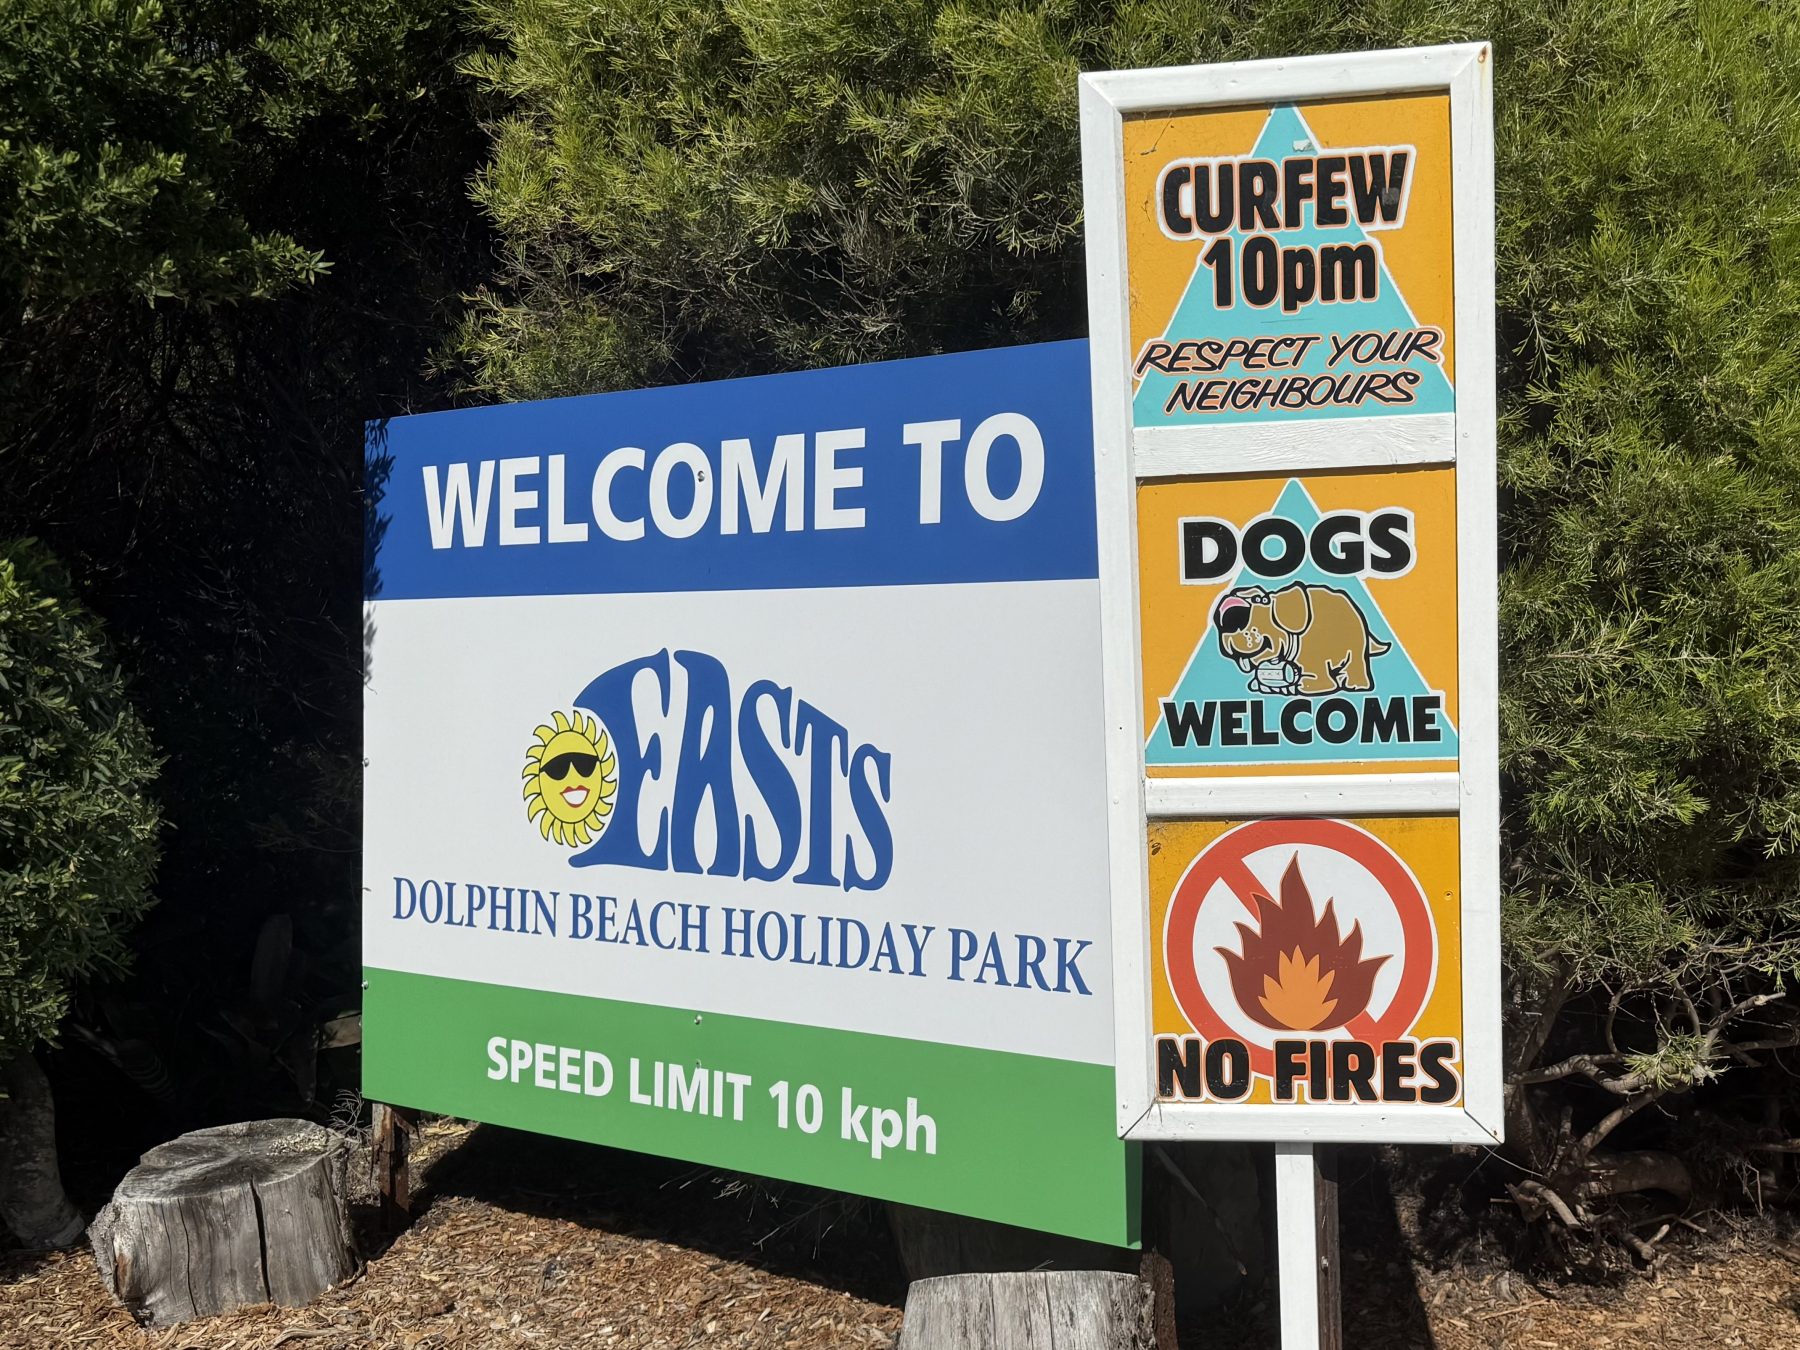 WELCOME TO
EASTS
DOLPHIN BEACH HOLIDAY PARK
SPEED LIMIT 10 kph
CURFEW
10pm
RESPECT YOUR
NEIGHBOURS
DOGS
WELCOME
NO FIRES